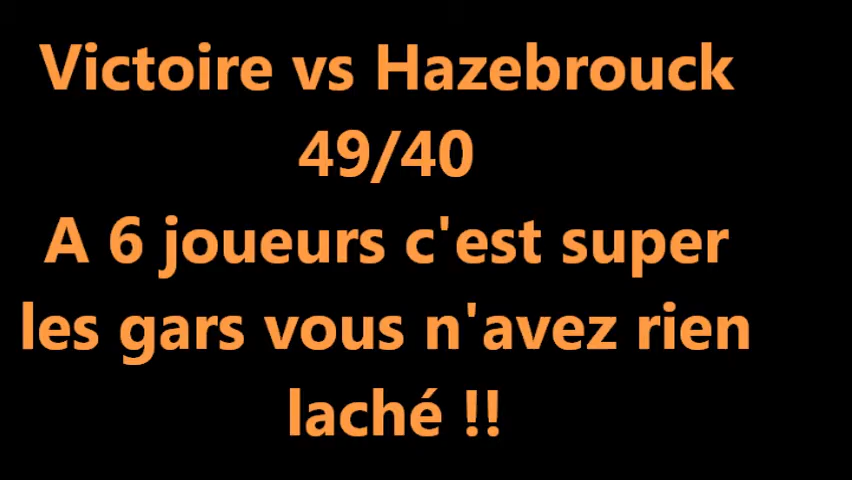 Victoire vs Hazebrouck
49/40
A 6 joueurs c'est super
les gars vous n'avez rien
laché !!